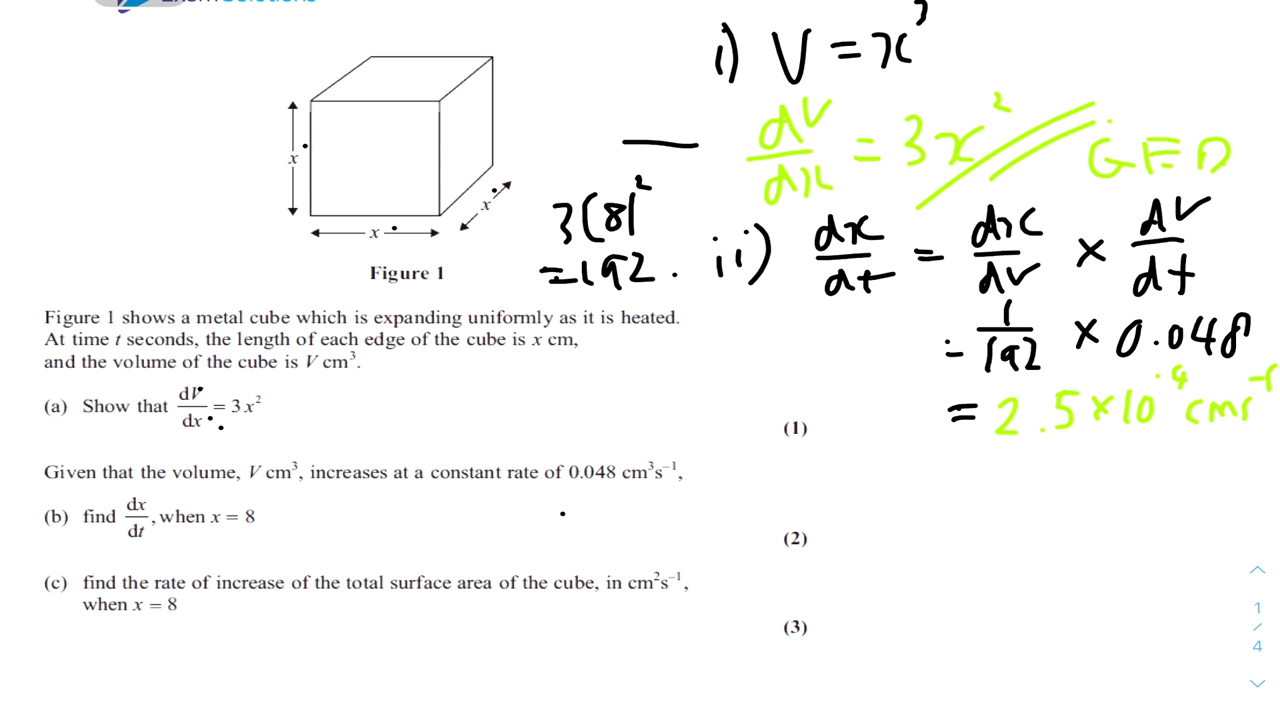 ExamSolutions
i) V = x³
dV/dx = 3x² QED
x
x
x
Figure 1
3(8)²
=192.
ii) dx/dt = dx/dV × dV/dt
= 1/192 × 0.048
= 2.5×10⁻⁴ cms⁻¹
Figure 1 shows a metal cube which is expanding uniformly as it is heated.
At time t seconds, the length of each edge of the cube is x cm,
and the volume of the cube is V cm³.
(a) Show that dV/dx = 3x²
(1)
Given that the volume, V cm³, increases at a constant rate of 0.048 cm³s⁻¹,
(b) find dx/dt, when x = 8
(2)
(c) find the rate of increase of the total surface area of the cube, in cm²s⁻¹,
when x = 8
(3)
1
/
4